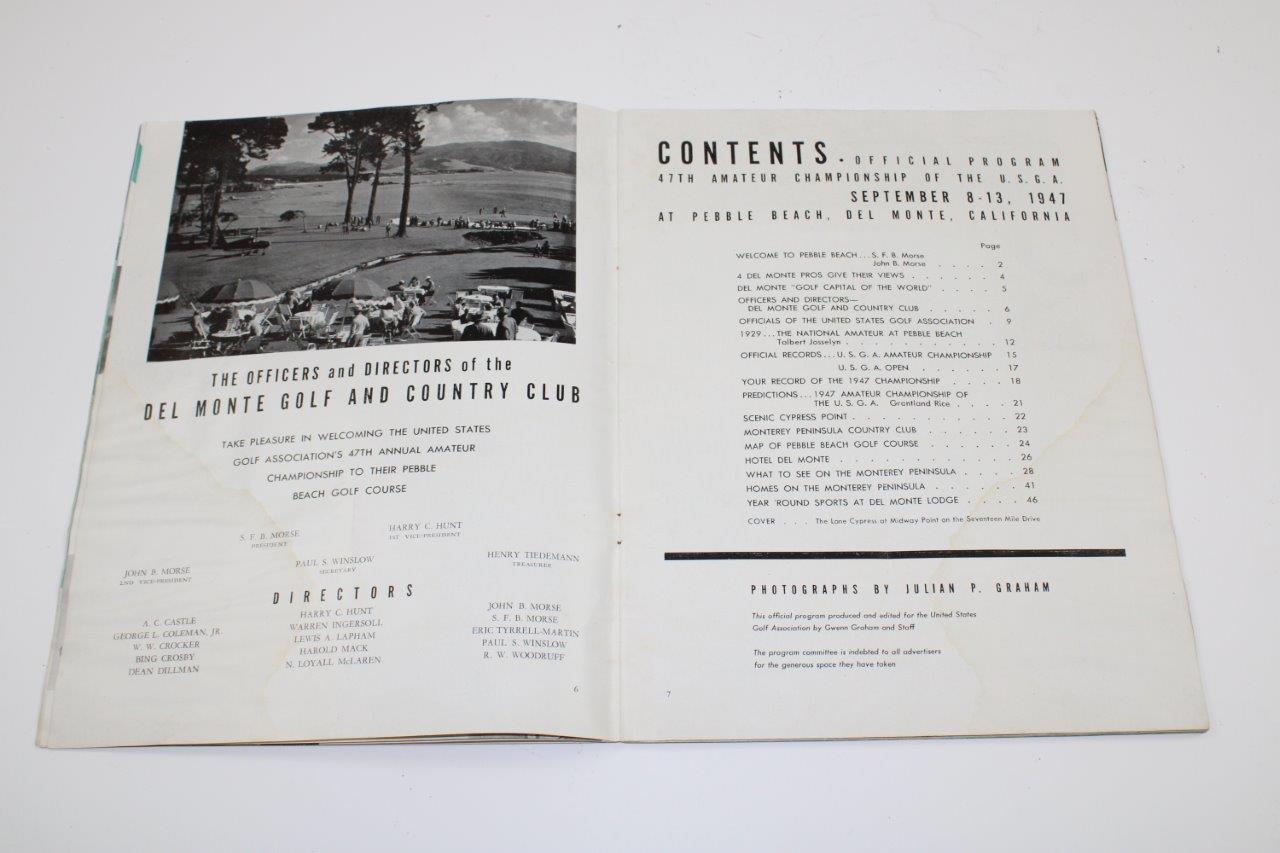 THE OFFICERS and DIRECTORS of the
DEL MONTE GOLF AND COUNTRY CLUB
TAKE PLEASURE IN WELCOMING THE UNITED STATES
GOLF ASSOCIATION'S 47TH ANNUAL AMATEUR
CHAMPIONSHIP TO THEIR PEBBLE
BEACH GOLF COURSE
S. F. B. MORSE
PRESIDENT
HARRY C. HUNT
1ST VICE-PRESIDENT
JOHN B. MORSE
2ND VICE-PRESIDENT
PAUL S. WINSLOW
SECRETARY
HENRY TIEDEMANN
TREASURER
DIRECTORS
A. C. CASTLE
GEORGE L. COLEMAN, JR.
W. W. CROCKER
BING CROSBY
DEAN DILLMAN
HARRY C. HUNT
WARREN INGERSOLL
LEWIS A. LAPHAM
HAROLD MACK
N. LOYALL McLAREN
JOHN B. MORSE
S. F. B. MORSE
ERIC TYRRELL-MARTIN
PAUL S. WINSLOW
R. W. WOODRUFF
6
CONTENTS . OFFICIAL PROGRAM
47TH AMATEUR CHAMPIONSHIP OF THE U.S.G.A.
SEPTEMBER 8-13, 1947
AT PEBBLE BEACH, DEL MONTE, CALIFORNIA
Page
WELCOME TO PEBBLE BEACH . . . S. F. B. Morse
John B. Morse . . . . 2
4 DEL MONTE PROS GIVE THEIR VIEWS . . . . . . 4
DEL MONTE "GOLF CAPITAL OF THE WORLD" . . . . 5
OFFICERS AND DIRECTORS—
DEL MONTE GOLF AND COUNTRY CLUB . . . . . 6
OFFICIALS OF THE UNITED STATES GOLF ASSOCIATION . 9
1929 . . . THE NATIONAL AMATEUR AT PEBBLE BEACH
Talbert Josselyn . . . . . . . . . . . 12
OFFICIAL RECORDS . . . U. S. G. A. AMATEUR CHAMPIONSHIP 15
U. S. G. A. OPEN . . . . . . 17
YOUR RECORD OF THE 1947 CHAMPIONSHIP . . . . 18
PREDICTIONS . . . 1947 AMATEUR CHAMPIONSHIP OF
THE U. S. G. A. Grantland Rice . . . . 21
SCENIC CYPRESS POINT . . . . . . . . . . . 22
MONTEREY PENINSULA COUNTRY CLUB . . . . . 23
MAP OF PEBBLE BEACH GOLF COURSE . . . . . . 24
HOTEL DEL MONTE . . . . . . . . . . . . 26
WHAT TO SEE ON THE MONTEREY PENINSULA . . . . 28
HOMES ON THE MONTEREY PENINSULA . . . . . . 41
YEAR 'ROUND SPORTS AT DEL MONTE LODGE . . . . 46
COVER . . . The Lone Cypress at Midway Point on the Seventeen Mile Drive
PHOTOGRAPHS BY JULIAN P. GRAHAM
This official program produced and edited for the United States
Golf Association by Gwenn Graham and Staff
The program committee is indebted to all advertisers
for the generous space they have taken
7